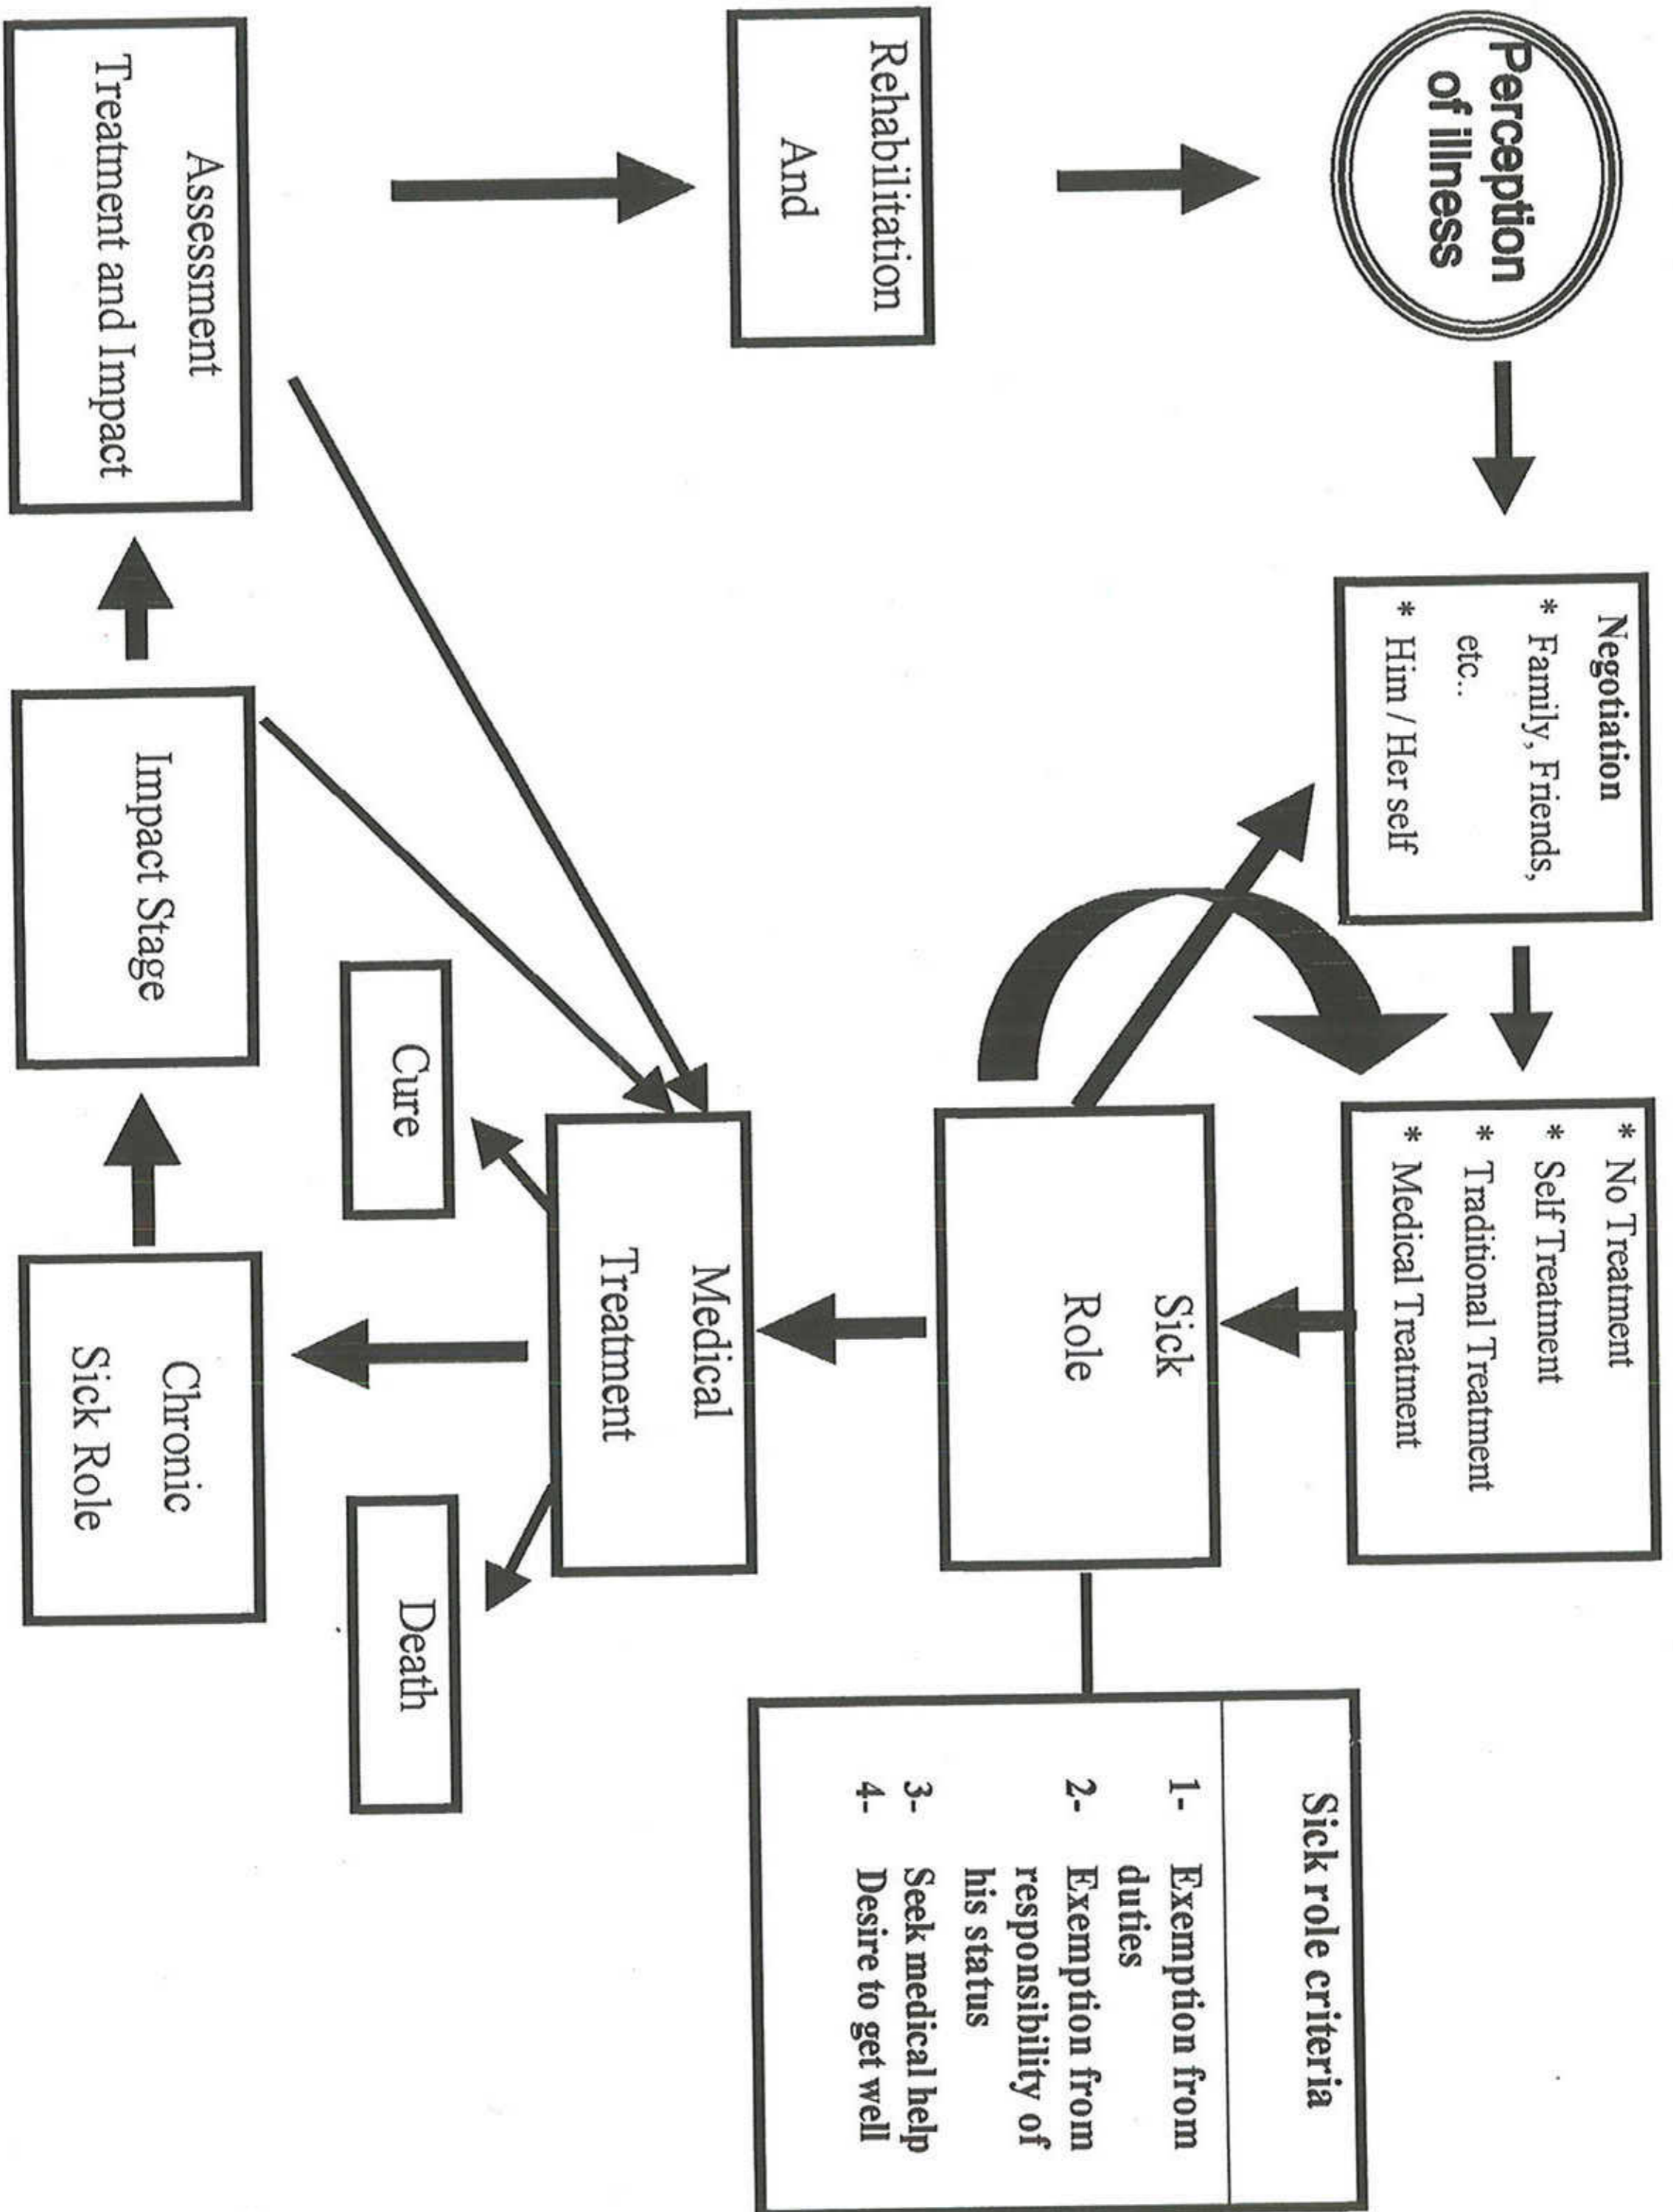 Perception
of illness
Negotiation
* Family, Friends,
etc..
* Him / Her self
* No Treatment
* Self Treatment
* Traditional Treatment
* Medical Treatment
Sick
Role
Sick role criteria
1- Exemption from
duties
2- Exemption from
responsibility of
his status
3- Seek medical help
4- Desire to get well
Rehabilitation
And
Medical
Treatment
Cure
Death
Assessment
Treatment and Impact
Impact Stage
Chronic
Sick Role